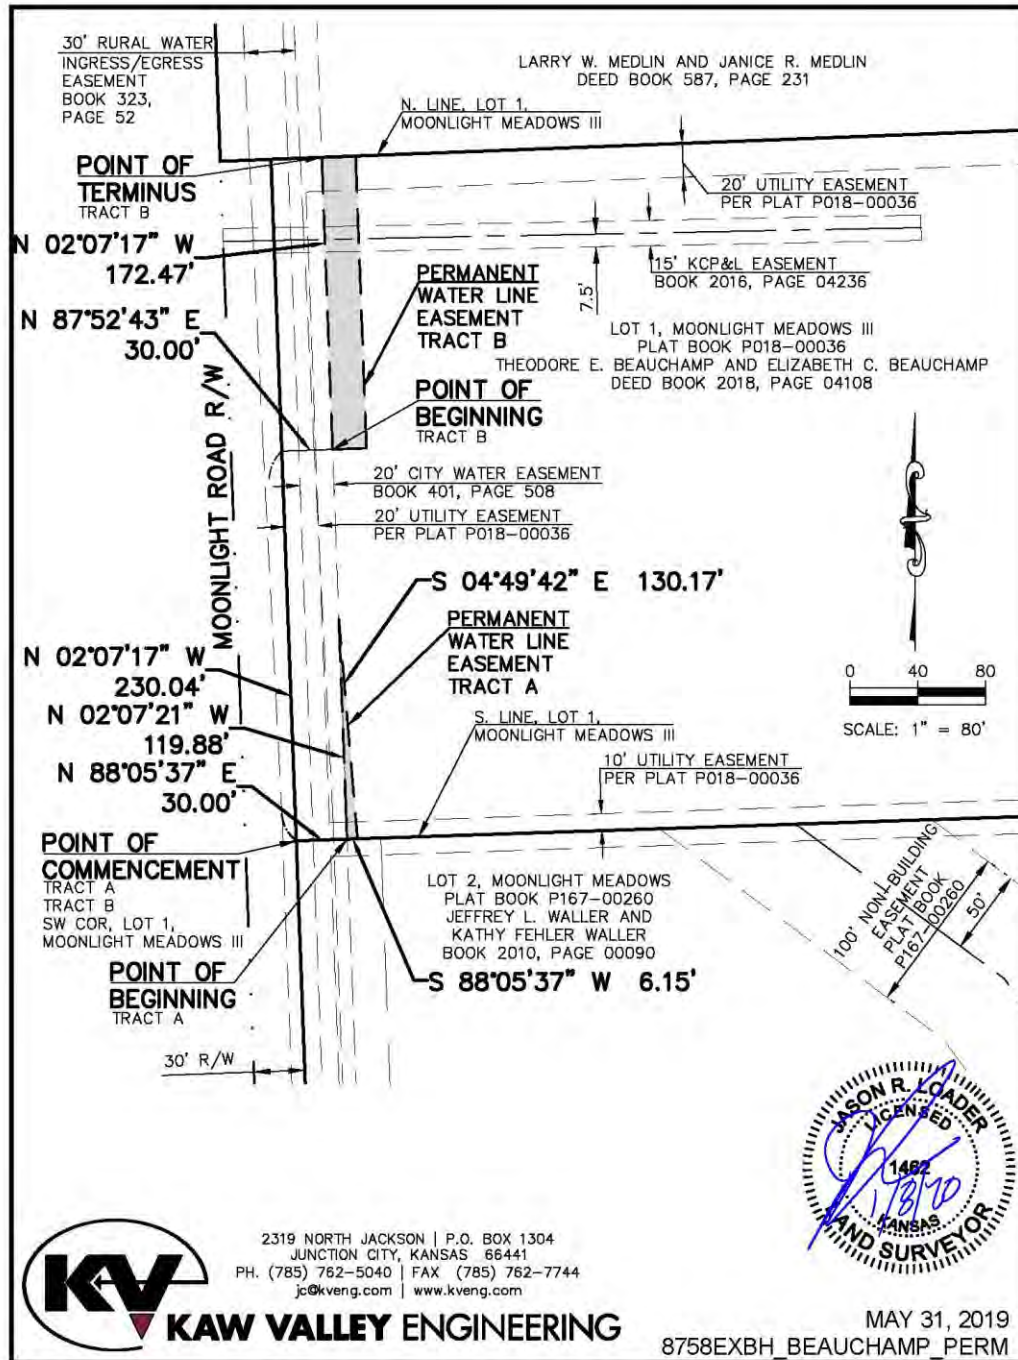 30' RURAL WATER
INGRESS/EGRESS
EASEMENT
BOOK 323,
PAGE 52
LARRY W. MEDLIN AND JANICE R. MEDLIN
DEED BOOK 587, PAGE 231
N. LINE, LOT 1,
MOONLIGHT MEADOWS III
POINT OF
TERMINUS
TRACT B
20' UTILITY EASEMENT
PER PLAT P018-00036
N 02°07'17" W
172.47'
PERMANENT
WATER LINE
EASEMENT
TRACT B
15' KCP&L EASEMENT
BOOK 2016, PAGE 04236
7.5'
N 87°52'43" E
30.00'
LOT 1, MOONLIGHT MEADOWS III
PLAT BOOK P018-00036
THEODORE E. BEAUCHAMP AND ELIZABETH C. BEAUCHAMP
DEED BOOK 2018, PAGE 04108
POINT OF
BEGINNING
TRACT B
MOONLIGHT ROAD R/W
20' CITY WATER EASEMENT
BOOK 401, PAGE 508
20' UTILITY EASEMENT
PER PLAT P018-00036
S 04°49'42" E 130.17'
PERMANENT
WATER LINE
EASEMENT
TRACT A
N 02°07'17" W
230.04'
N 02°07'21" W
119.88'
N 88°05'37" E
30.00'
0 40 80
SCALE: 1" = 80'
S. LINE, LOT 1,
MOONLIGHT MEADOWS III
10' UTILITY EASEMENT
PER PLAT P018-00036
POINT OF
COMMENCEMENT
TRACT A
TRACT B
SW COR, LOT 1,
MOONLIGHT MEADOWS III
LOT 2, MOONLIGHT MEADOWS
PLAT BOOK P167-00260
JEFFREY L. WALLER AND
KATHY FEHLER WALLER
BOOK 2010, PAGE 00090
100' NON-BUILDING
EASEMENT
PLAT BOOK
P167-00260
50'
POINT OF
BEGINNING
TRACT A
S 88°05'37" W 6.15'
30' R/W
JASON R. LOADER
LICENSED
1462
1/8/20
KANSAS
AND SURVEYOR
KV
2319 NORTH JACKSON | P.O. BOX 1304
JUNCTION CITY, KANSAS 66441
PH. (785) 762-5040 | FAX (785) 762-7744
jc@kveng.com | www.kveng.com
KAW VALLEY ENGINEERING
MAY 31, 2019
8758EXBH_BEAUCHAMP_PERM